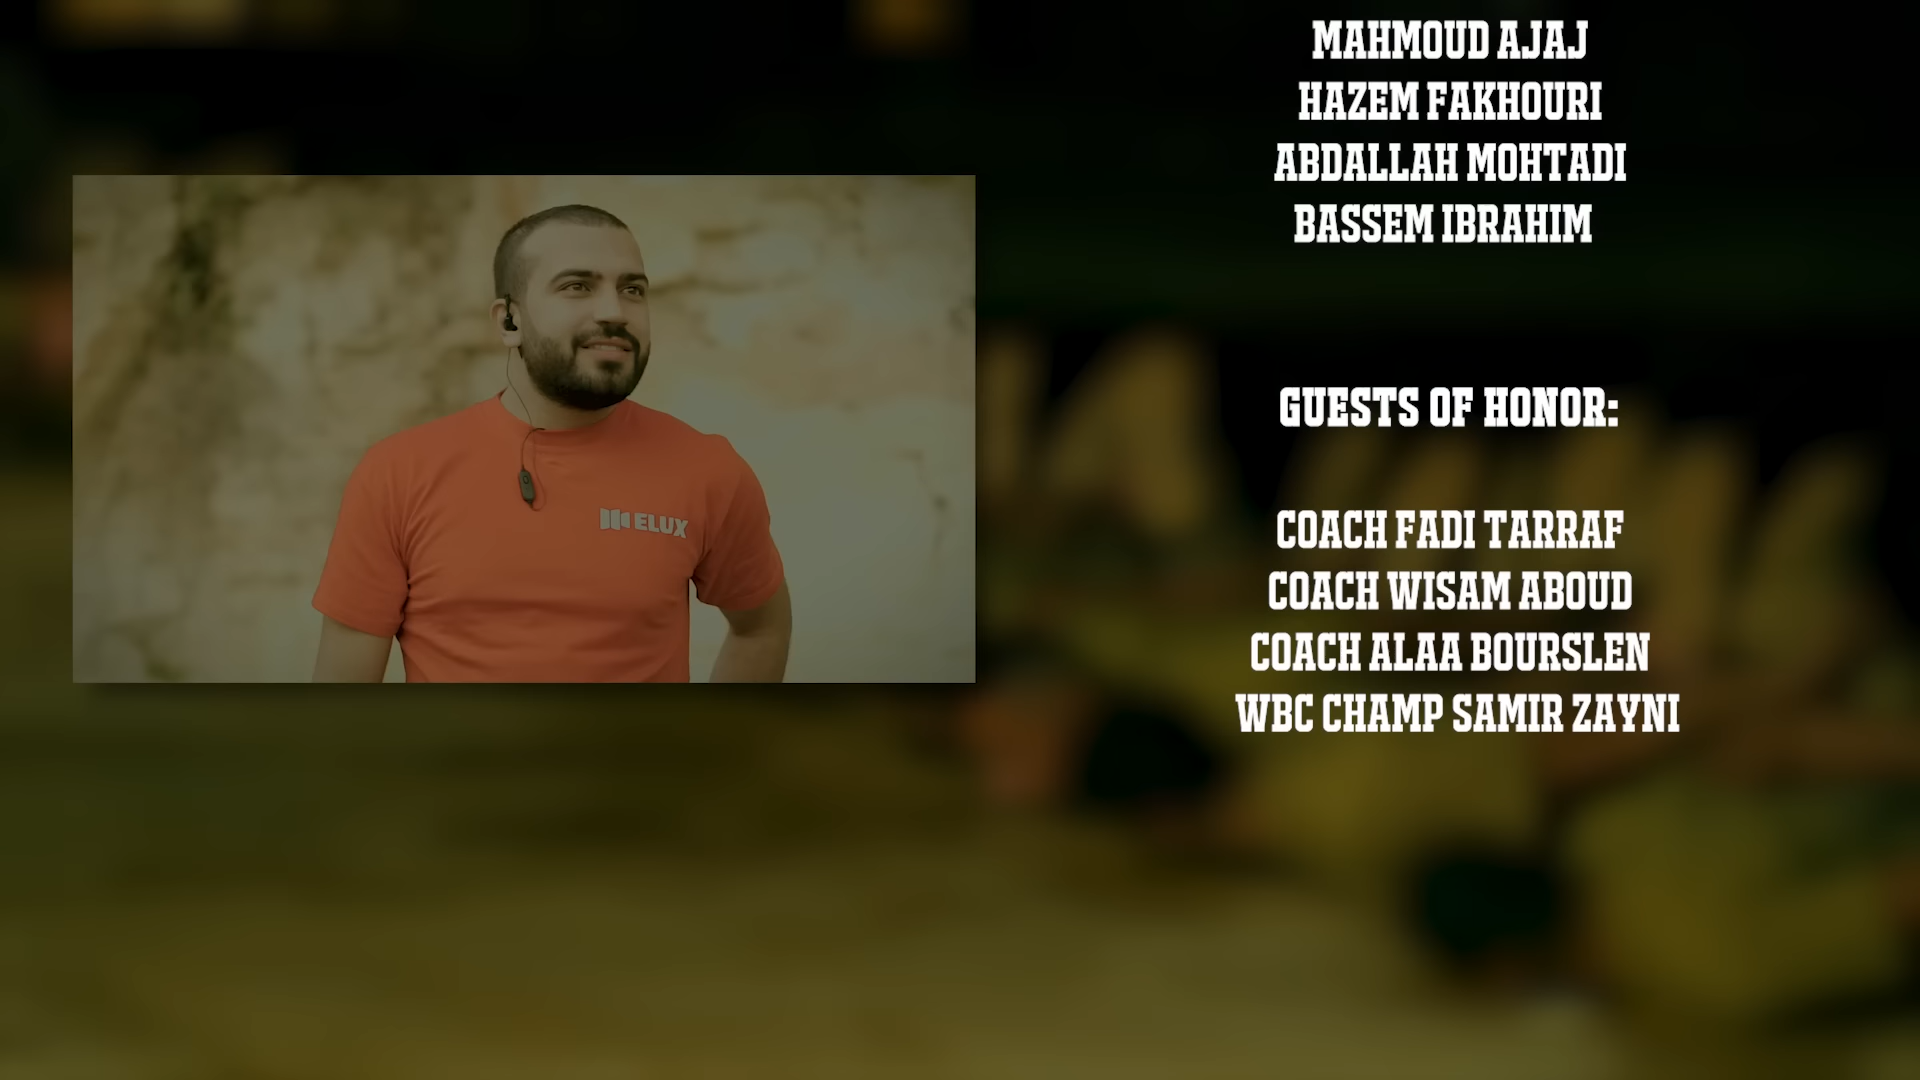 MAHMOUD AJAJ
HAZEM FAKHOURI
ABDALLAH MOHTADI
BASSEM IBRAHIM
GUESTS OF HONOR:
COACH FADI TARRAF
COACH WISAM ABOUD
COACH ALAA BOURSLEN
WBC CHAMP SAMIR ZAYNI
ELUX